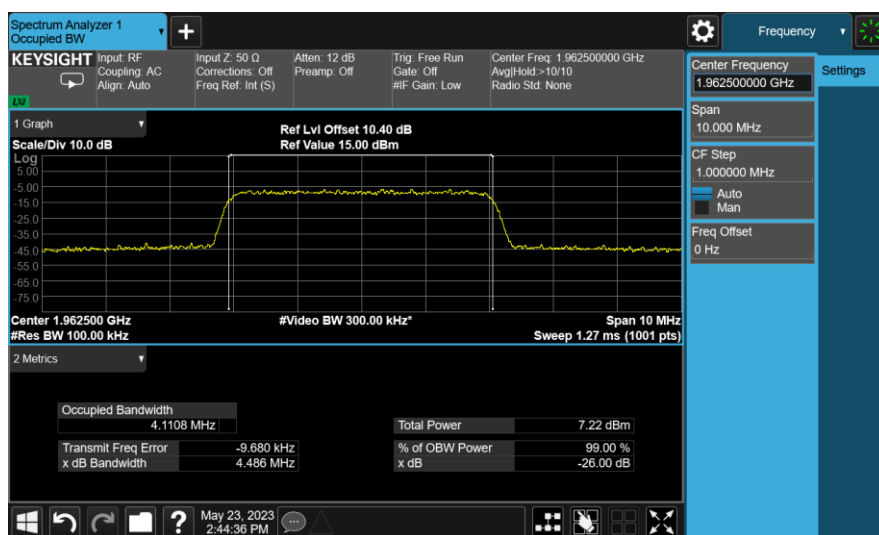 Spectrum Analyzer 1
Occupied BW
Frequency
KEYSIGHT
Input: RF
Coupling: AC
Align: Auto
Input Z: 50 Ω
Corrections: Off
Freq Ref: Int (S)
Atten: 12 dB
Preamp: Off
Trig: Free Run
Gate: Off
#IF Gain: Low
Center Freq: 1.962500000 GHz
Avg|Hold:>10/10
Radio Std: None
LXI
Center Frequency
1.962500000 GHz
Settings
Span
10.000 MHz
CF Step
1.000000 MHz
Auto
Man
Freq Offset
0 Hz
1 Graph
Scale/Div 10.0 dB
Ref Lvl Offset 10.40 dB
Ref Value 15.00 dBm
Log
5.00
-5.00
-15.0
-25.0
-35.0
-45.0
-55.0
-65.0
-75.0
Center 1.962500 GHz
#Video BW 300.00 kHz*
Span 10 MHz
#Res BW 100.00 kHz
Sweep 1.27 ms (1001 pts)
2 Metrics
Occupied Bandwidth
4.1108 MHz
Total Power 7.22 dBm
Transmit Freq Error -9.680 kHz
% of OBW Power 99.00 %
x dB Bandwidth 4.486 MHz
x dB -26.00 dB
?
May 23, 2023
2:44:36 PM